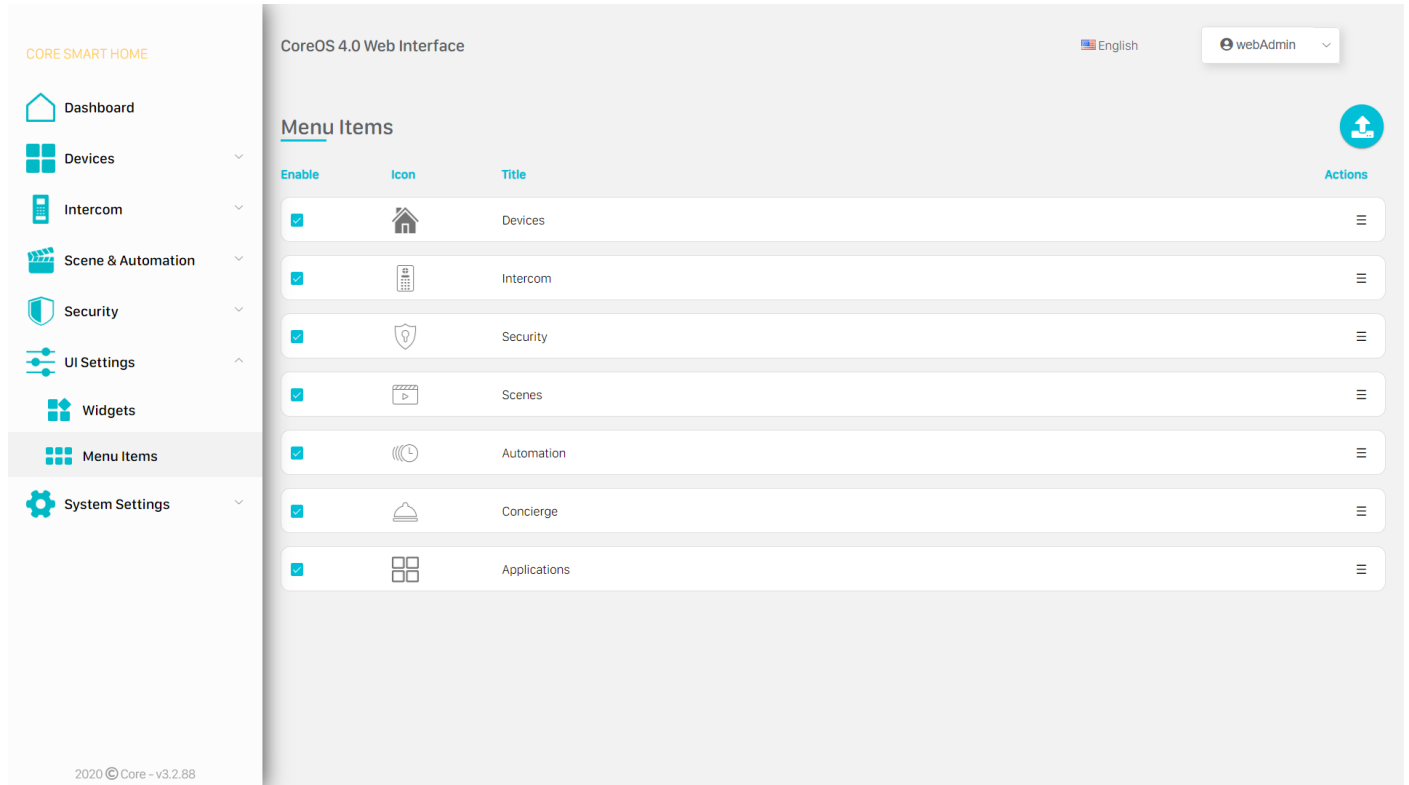 CORE SMART HOME
Dashboard
Devices
Intercom
Scene & Automation
Security
UI Settings
Widgets
Menu Items
System Settings
2020 © Core - v3.2.88
CoreOS 4.0 Web Interface
English
webAdmin
Menu Items
Enable Icon Title Actions
Devices
Intercom
Security
Scenes
Automation
Concierge
Applications